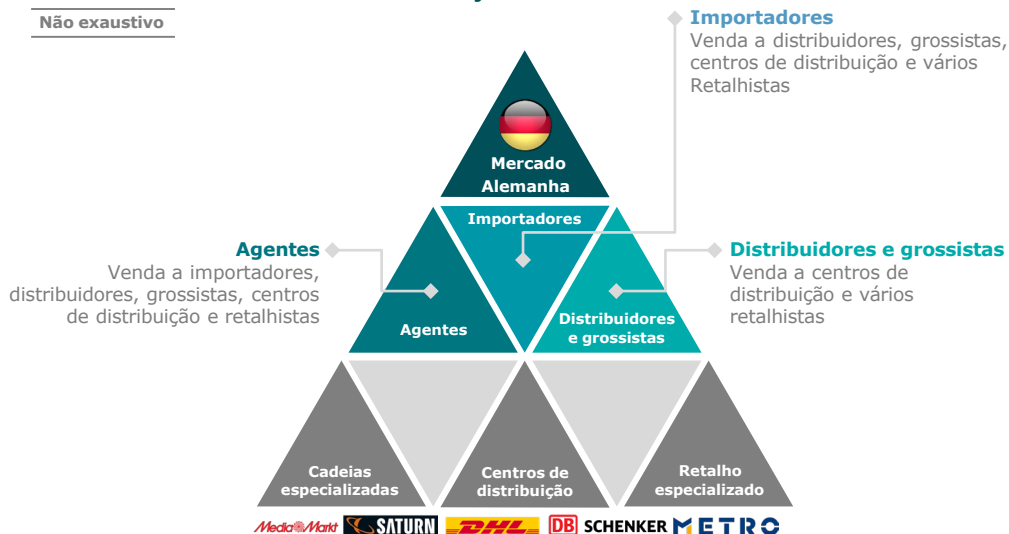 Não exaustivo
Importadores
Venda a distribuidores, grossistas,
centros de distribuição e vários
Retalhistas
Mercado
Alemanha
Importadores
Agentes
Venda a importadores,
distribuidores, grossistas, centros
de distribuição e retalhistas
Distribuidores e grossistas
Venda a centros de
distribuição e vários
retalhistas
Agentes
Distribuidores
e grossistas
Cadeias
especializadas
Centros de
distribuição
Retalho
especializado
MediaMarkt SATURN DHL DB SCHENKER METRO